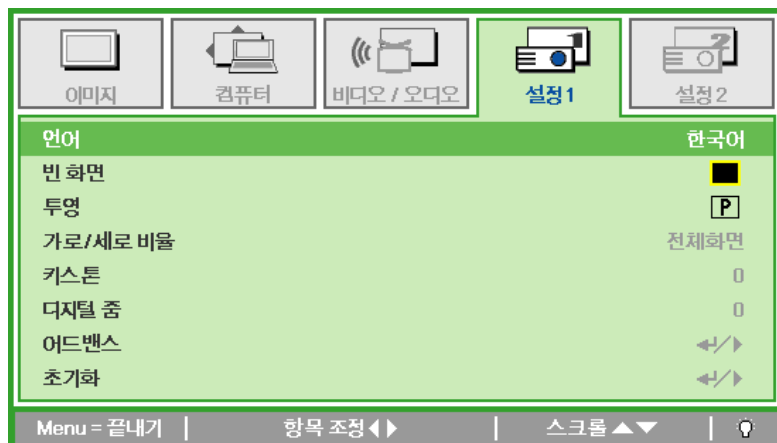 이미지
컴퓨터
비디오 / 오디오
설정 1
설정 2
언어 한국어
빈 화면
투영 P
가로/세로 비율 전체화면
키스톤 0
디지털 줌 0
어드밴스
초기화
Menu = 끝내기 항목 조정 스크롤